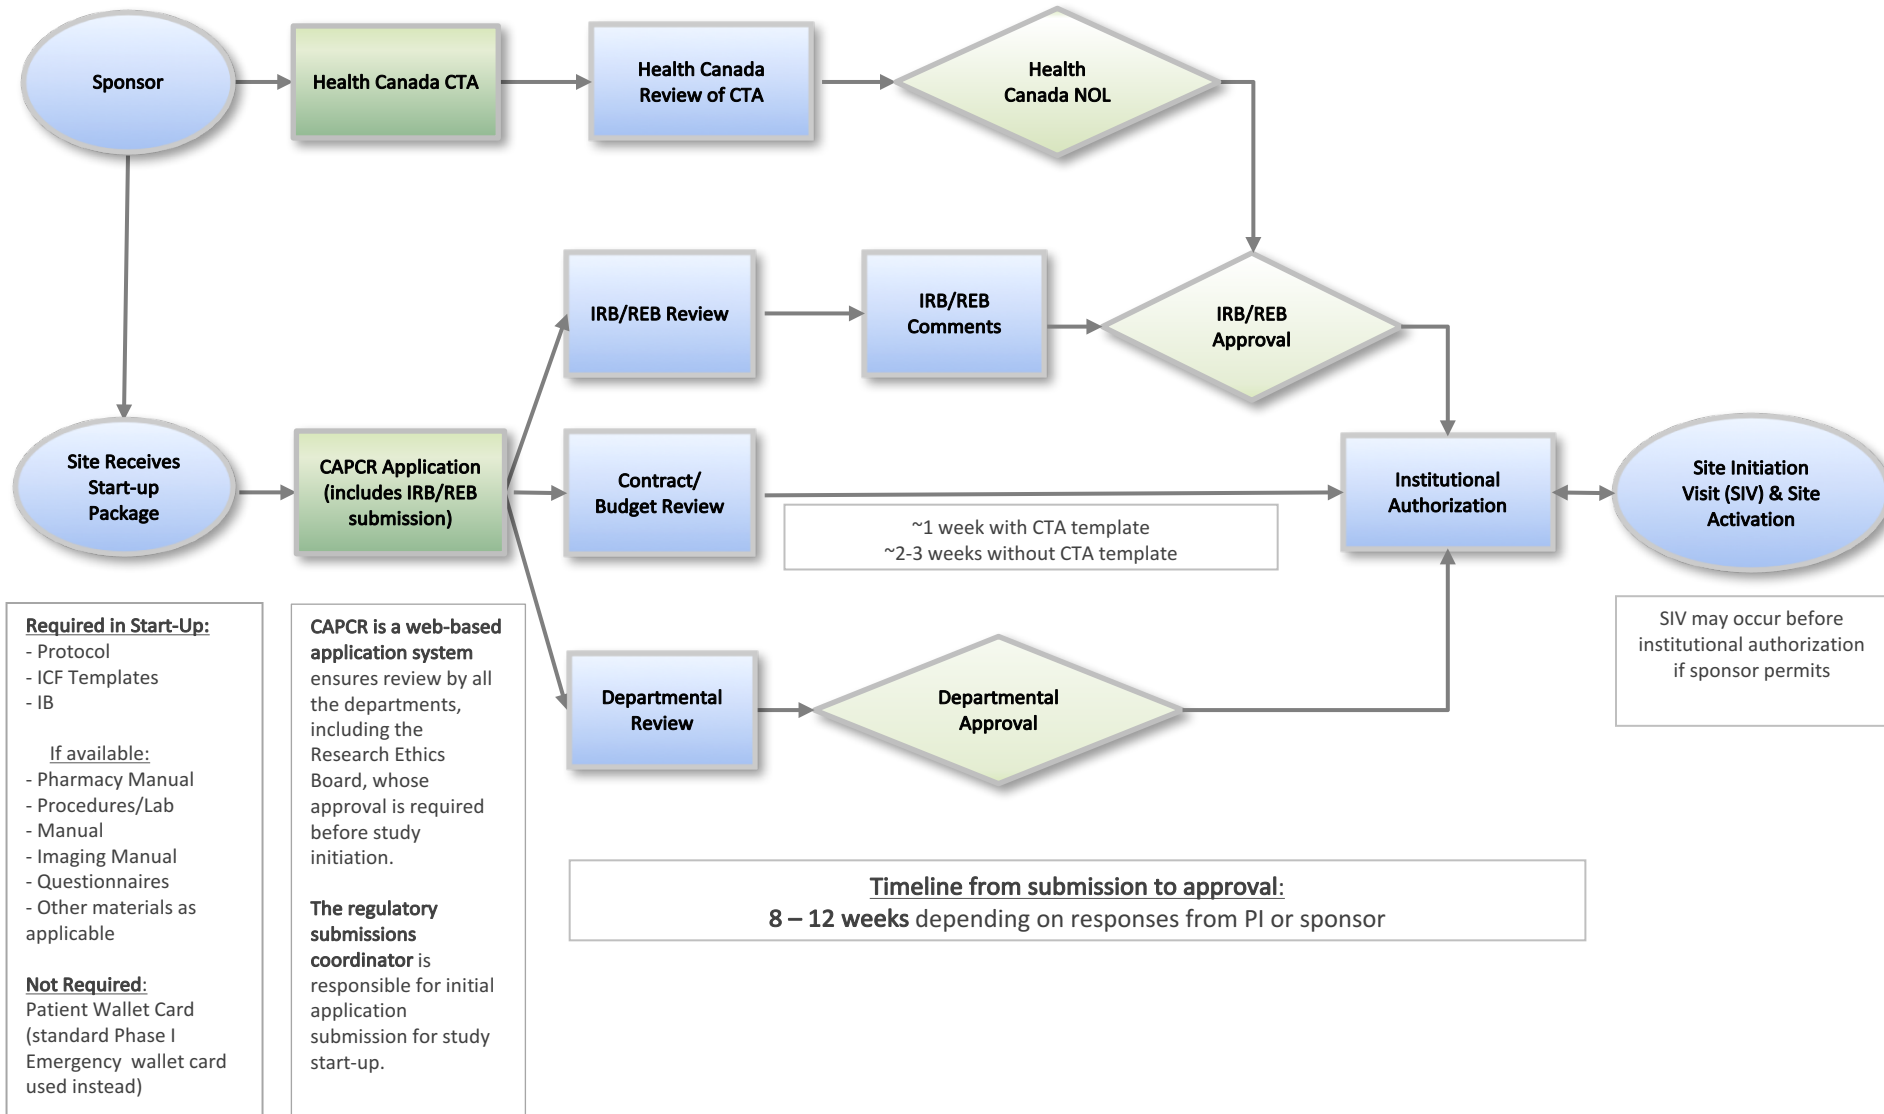 Sponsor
Health Canada CTA
Health Canada
Review of CTA
Health
Canada NOL
IRB/REB Review
IRB/REB
Comments
IRB/REB
Approval
Site Receives
Start-up
Package
CAPCR Application
(includes IRB/REB
submission)
Contract/
Budget Review
~1 week with CTA template
~2-3 weeks without CTA template
Institutional
Authorization
Site Initiation
Visit (SIV) & Site
Activation
SIV may occur before
institutional authorization
if sponsor permits
Departmental
Review
Departmental
Approval
Required in Start-Up:
- Protocol
- ICF Templates
- IB
If available:
- Pharmacy Manual
- Procedures/Lab
- Manual
- Imaging Manual
- Questionnaires
- Other materials as
applicable
Not Required:
Patient Wallet Card
(standard Phase I
Emergency wallet card
used instead)
CAPCR is a web-based
application system
ensures review by all
the departments,
including the
Research Ethics
Board, whose
approval is required
before study
initiation.
The regulatory
submissions
coordinator is
responsible for initial
application
submission for study
start-up.
Timeline from submission to approval:
8 – 12 weeks depending on responses from PI or sponsor